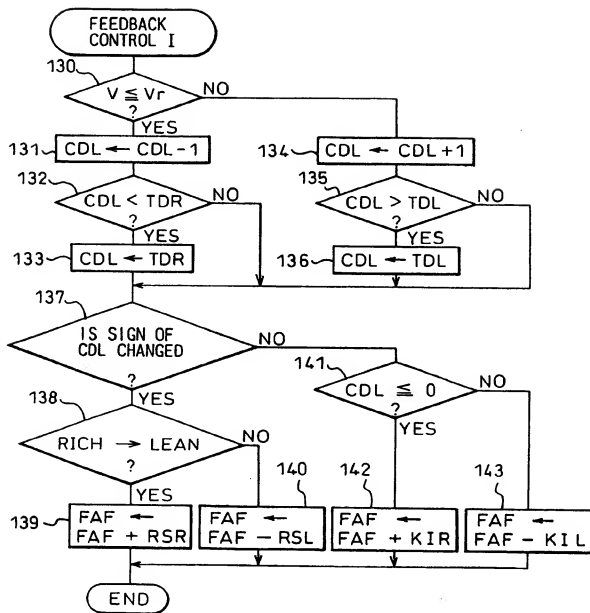 FEEDBACK
CONTROL I
130
V ≦ Vr
?
NO
YES
131
CDL ← CDL-1
134
CDL ← CDL+1
132
CDL < TDR
?
NO
YES
135
CDL > TDL
?
NO
YES
133
CDL ← TDR
136
CDL ← TDL
137
IS SIGN OF
CDL CHANGED
?
NO
YES
141
CDL ≦ 0
?
NO
YES
138
RICH → LEAN
?
NO
YES
139
FAF ←
FAF + RSR
140
FAF ←
FAF - RSL
142
FAF ←
FAF + KIR
143
FAF ←
FAF - KIL
END